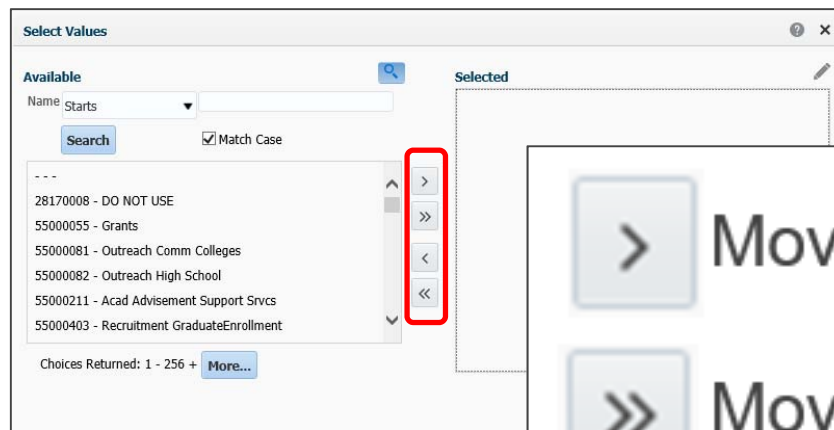 Select Values
Available
Selected
Name Starts
Search Match Case
- - -
28170008 - DO NOT USE
55000055 - Grants
55000081 - Outreach Comm Colleges
55000082 - Outreach High School
55000211 - Acad Advisement Support Srvcs
55000403 - Recruitment GraduateEnrollment
Choices Returned: 1 - 256 + More...
> Mov
>> Mov